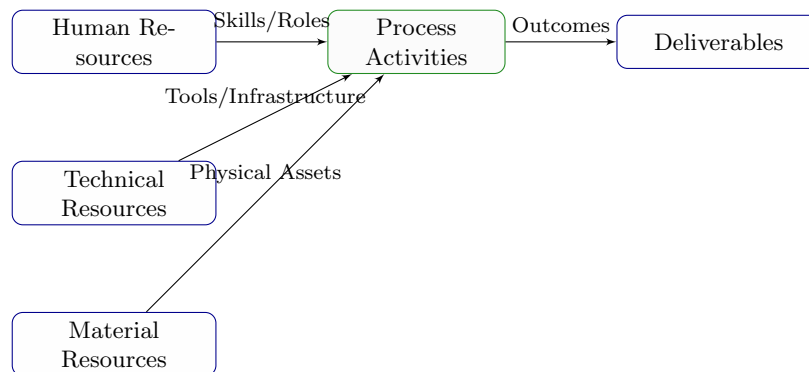 Human Re-
sources
Skills/Roles
Process
Activities
Outcomes
Deliverables
Tools/Infrastructure
Physical Assets
Technical
Resources
Material
Resources